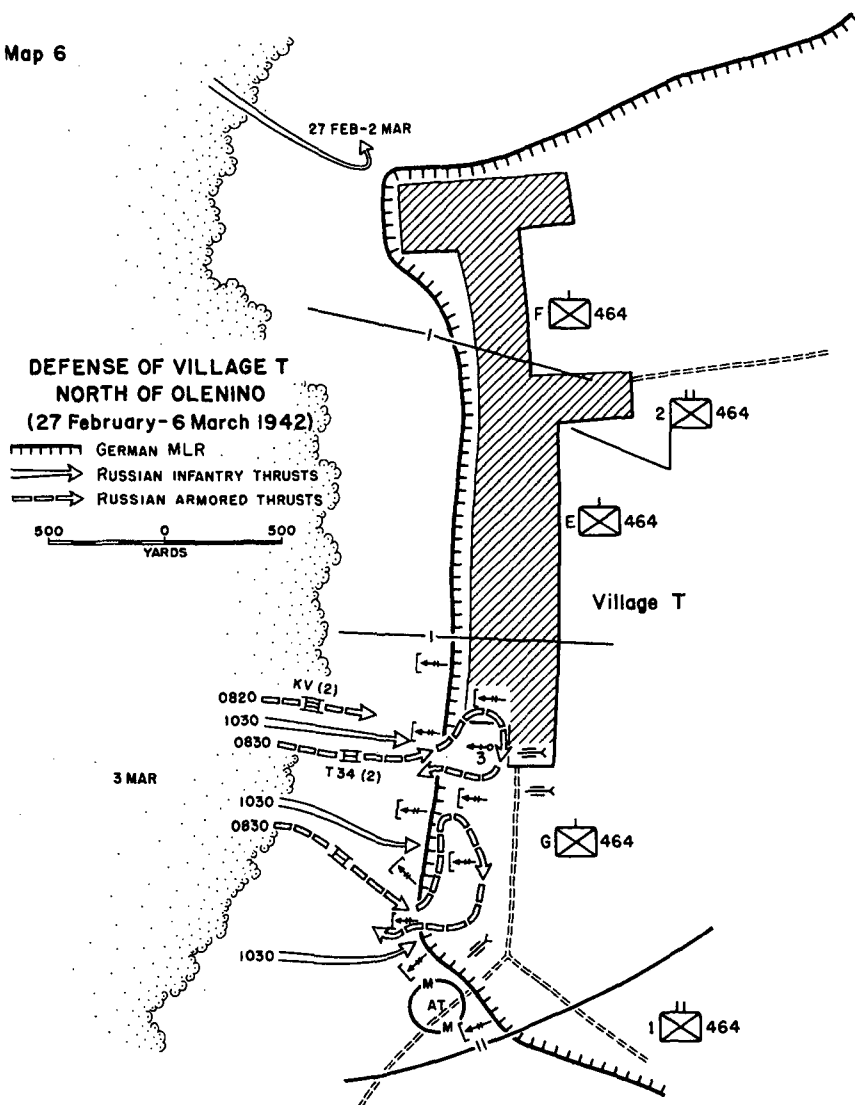 Map 6
27 FEB-2 MAR
F 464
DEFENSE OF VILLAGE T
NORTH OF OLENINO
(27 February-6 March 1942)
GERMAN MLR
RUSSIAN INFANTRY THRUSTS
RUSSIAN ARMORED THRUSTS
500 0 500
YARDS
2 464
E 464
Village T
KV (2)
0820
1030
0830
T 34 (2)
3
3 MAR
1030
0830
G 464
1030
M
AT
M
1 464